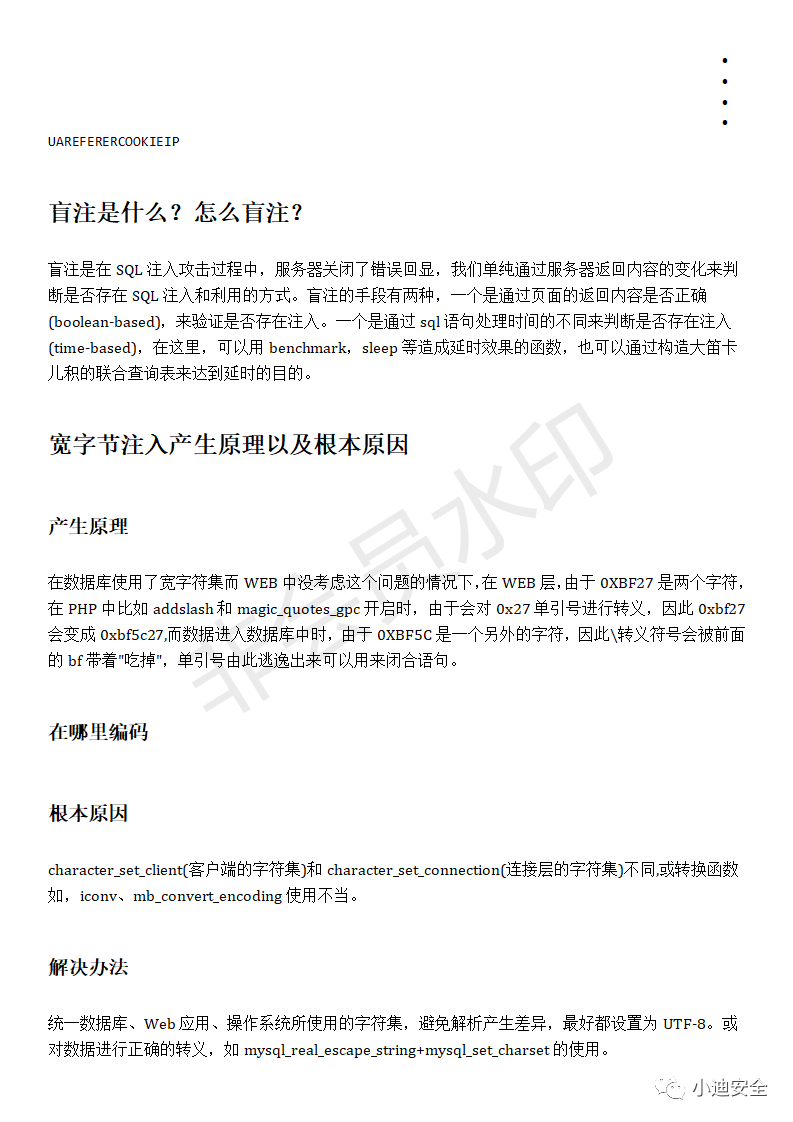 UAREFERERCOOKIEIP
盲注是什么？怎么盲注？
盲注是在 SQL 注入攻击过程中，服务器关闭了错误回显，我们单纯通过服务器返回内容的变化来判
断是否存在 SQL 注入和利用的方式。盲注的手段有两种，一个是通过页面的返回内容是否正确
(boolean-based)，来验证是否存在注入。一个是通过 sql 语句处理时间的不同来判断是否存在注入
(time-based)，在这里，可以用 benchmark，sleep 等造成延时效果的函数，也可以通过构造大笛卡
儿积的联合查询表来达到延时的目的。
宽字节注入产生原理以及根本原因
产生原理
在数据库使用了宽字符集而 WEB 中没考虑这个问题的情况下，在 WEB 层，由于 0XBF27 是两个字符，
在 PHP 中比如 addslash 和 magic_quotes_gpc 开启时，由于会对 0x27 单引号进行转义，因此 0xbf27
会变成 0xbf5c27,而数据进入数据库中时，由于 0XBF5C 是一个另外的字符，因此\转义符号会被前面
的 bf 带着"吃掉"，单引号由此逃逸出来可以用来闭合语句。
在哪里编码
根本原因
character_set_client(客户端的字符集)和 character_set_connection(连接层的字符集)不同,或转换函数
如，iconv、mb_convert_encoding 使用不当。
解决办法
统一数据库、Web 应用、操作系统所使用的字符集，避免解析产生差异，最好都设置为 UTF-8。或
对数据进行正确的转义，如 mysql_real_escape_string+mysql_set_charset 的使用。
非会员水印
小迪安全